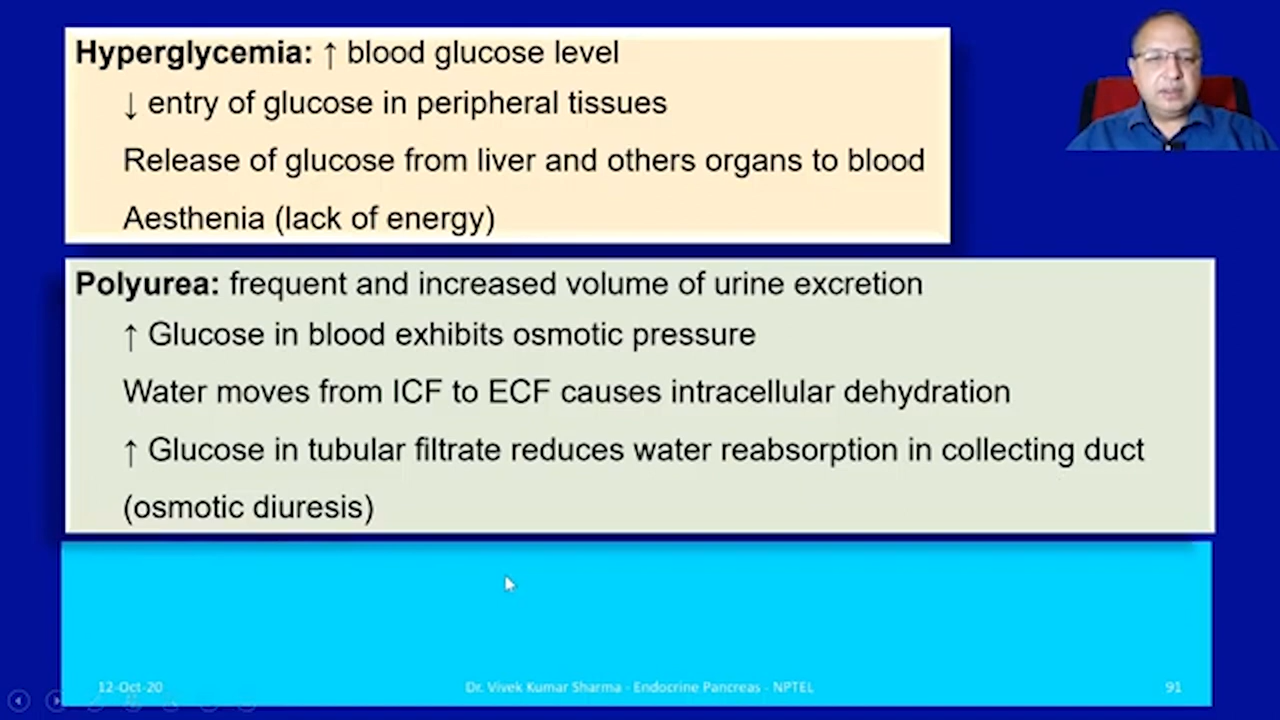 Hyperglycemia: ↑ blood glucose level
↓ entry of glucose in peripheral tissues
Release of glucose from liver and others organs to blood
Aesthenia (lack of energy)
Polyurea: frequent and increased volume of urine excretion
↑ Glucose in blood exhibits osmotic pressure
Water moves from ICF to ECF causes intracellular dehydration
↑ Glucose in tubular filtrate reduces water reabsorption in collecting duct
(osmotic diuresis)
12-Oct-20 Dr. Vivek Kumar Sharma - Endocrine Pancreas - NPTEL 91